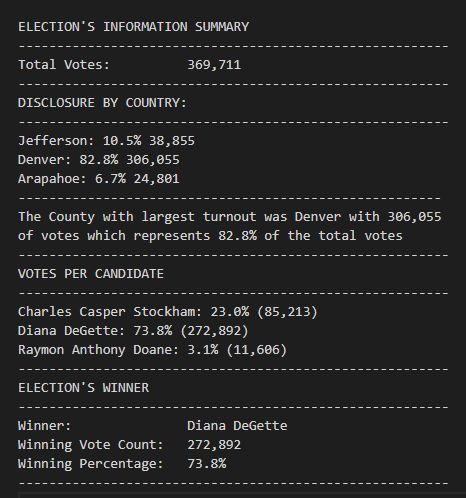 ELECTION'S INFORMATION SUMMARY
--------------------------------------------------------
Total Votes:          369,711
--------------------------------------------------------
DISCLOSURE BY COUNTRY:
--------------------------------------------------------
Jefferson: 10.5% 38,855
Denver: 82.8% 306,055
Arapahoe: 6.7% 24,801
-------------------------------------------------------
The County with largest turnout was Denver with 306,055
of votes which represents 82.8% of the total votes
--------------------------------------------------------
VOTES PER CANDIDATE
--------------------------------------------------------
Charles Casper Stockham: 23.0% (85,213)
Diana DeGette: 73.8% (272,892)
Raymon Anthony Doane: 3.1% (11,606)
--------------------------------------------------------
ELECTION'S WINNER
--------------------------------------------------------
Winner:               Diana DeGette
Winning Vote Count:   272,892
Winning Percentage:   73.8%
--------------------------------------------------------